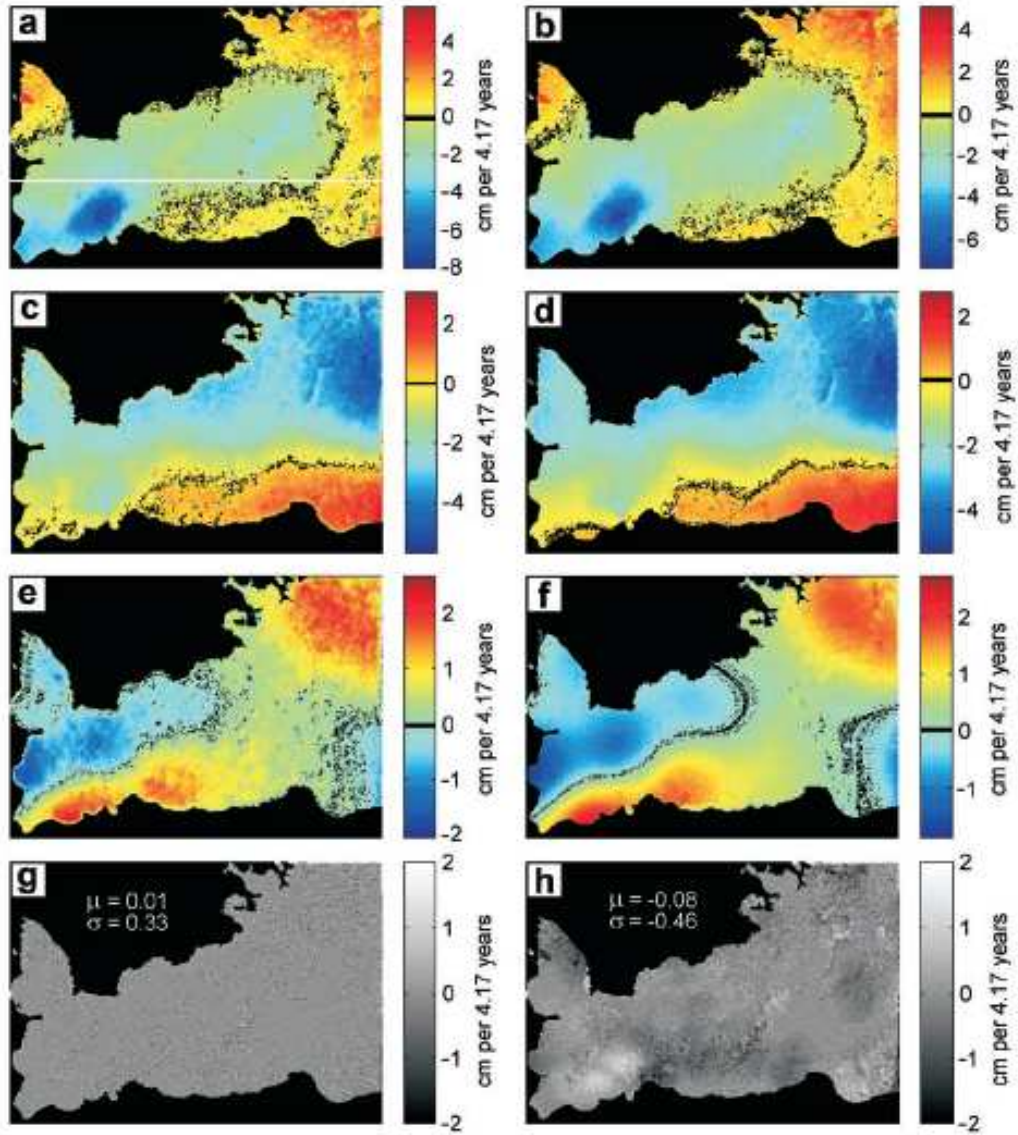 a
4
2
0
-2
-4
-6
-8
cm per 4.17 years
b
4
2
0
-2
-4
-6
cm per 4.17 years
c
2
0
-2
-4
cm per 4.17 years
d
2
0
-2
-4
cm per 4.17 years
e
2
1
0
-1
-2
cm per 4.17 years
f
2
1
0
-1
cm per 4.17 years
g
μ = 0.01
σ = 0.33
2
1
0
-1
-2
cm per 4.17 years
h
μ = -0.08
σ = -0.46
2
1
0
-1
-2
cm per 4.17 years